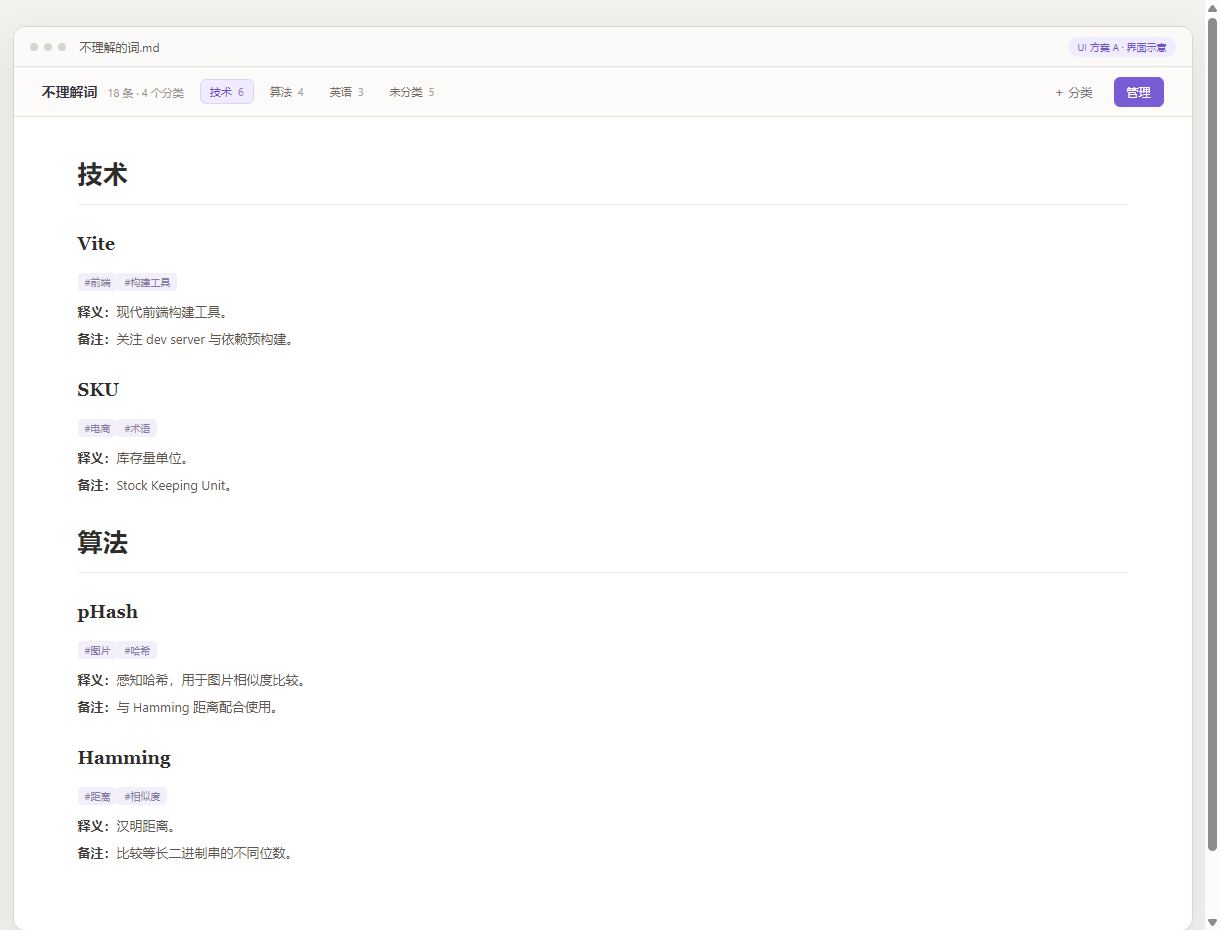 不理解的词.md
UI 方案 A · 界面示意
不理解词 18 条 · 4 个分类 技术 6 算法 4 英语 3 未分类 5 + 分类 管理
技术
Vite
#前端 #构建工具
释义：现代前端构建工具。
备注：关注 dev server 与依赖预构建。
SKU
#电商 #术语
释义：库存量单位。
备注：Stock Keeping Unit。
算法
pHash
#图片 #哈希
释义：感知哈希，用于图片相似度比较。
备注：与 Hamming 距离配合使用。
Hamming
#距离 #相似度
释义：汉明距离。
备注：比较等长二进制串的不同位数。